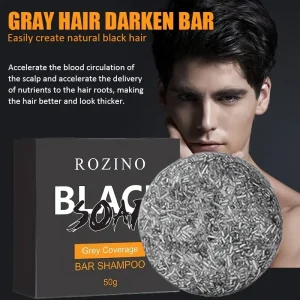 GRAY HAIR DARKEN BAR
Easily create natural black hair
Accelerate the blood circulation of
the scalp and accelerate the delivery
of nutrients to the hair roots, making
the hair better and look thicker.
ROZINO
BLACK
SOAP
Grey Coverage
BAR SHAMPOO
50g